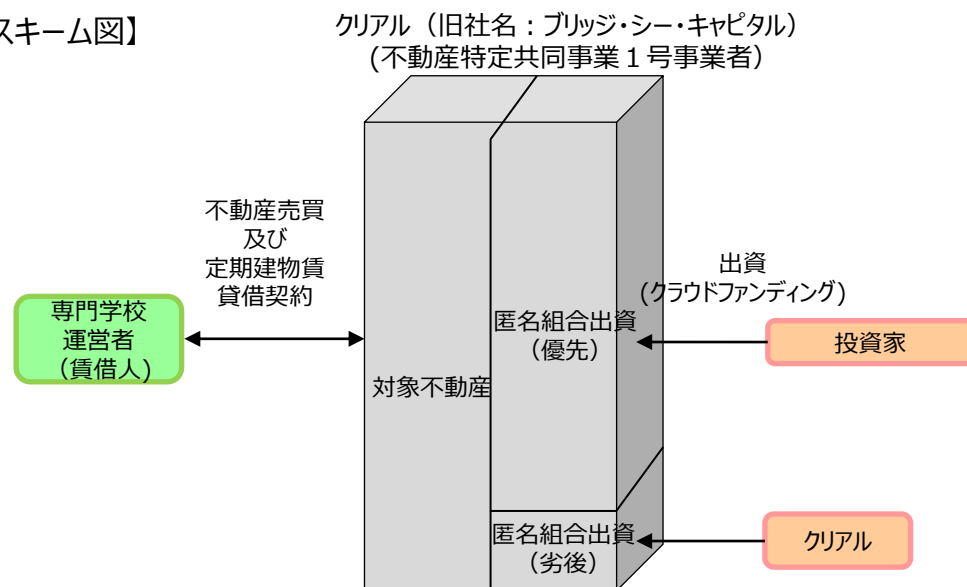 スキーム図】
クリアル（旧社名：ブリッジ・シー・キャピタル）
(不動産特定共同事業１号事業者）
不動産売買
及び
定期建物賃
貸借契約
専門学校
運営者
（賃借人)
対象不動産
匿名組合出資
（優先）
出資
(クラウドファンディング)
投資家
匿名組合出資
（劣後）
クリアル